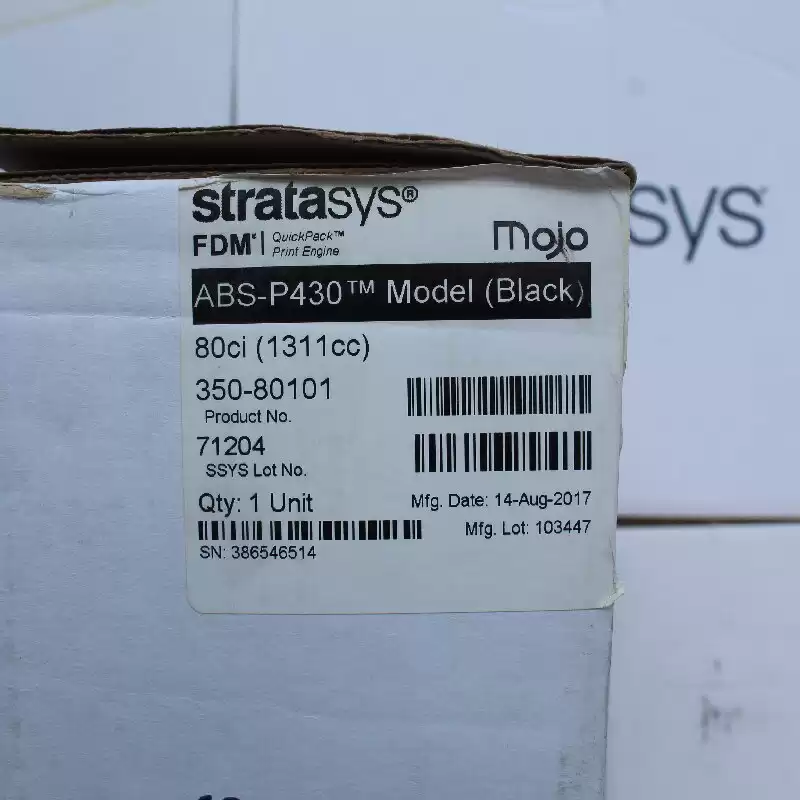 stratasys®
FDM® | QuickPack™ Print Engine
mojo
sys
ABS-P430™ Model (Black)
80ci (1311cc)
350-80101
Product No.
71204
SSYS Lot No.
Qty: 1 Unit
Mfg. Date: 14-Aug-2017
Mfg. Lot: 103447
SN: 386546514